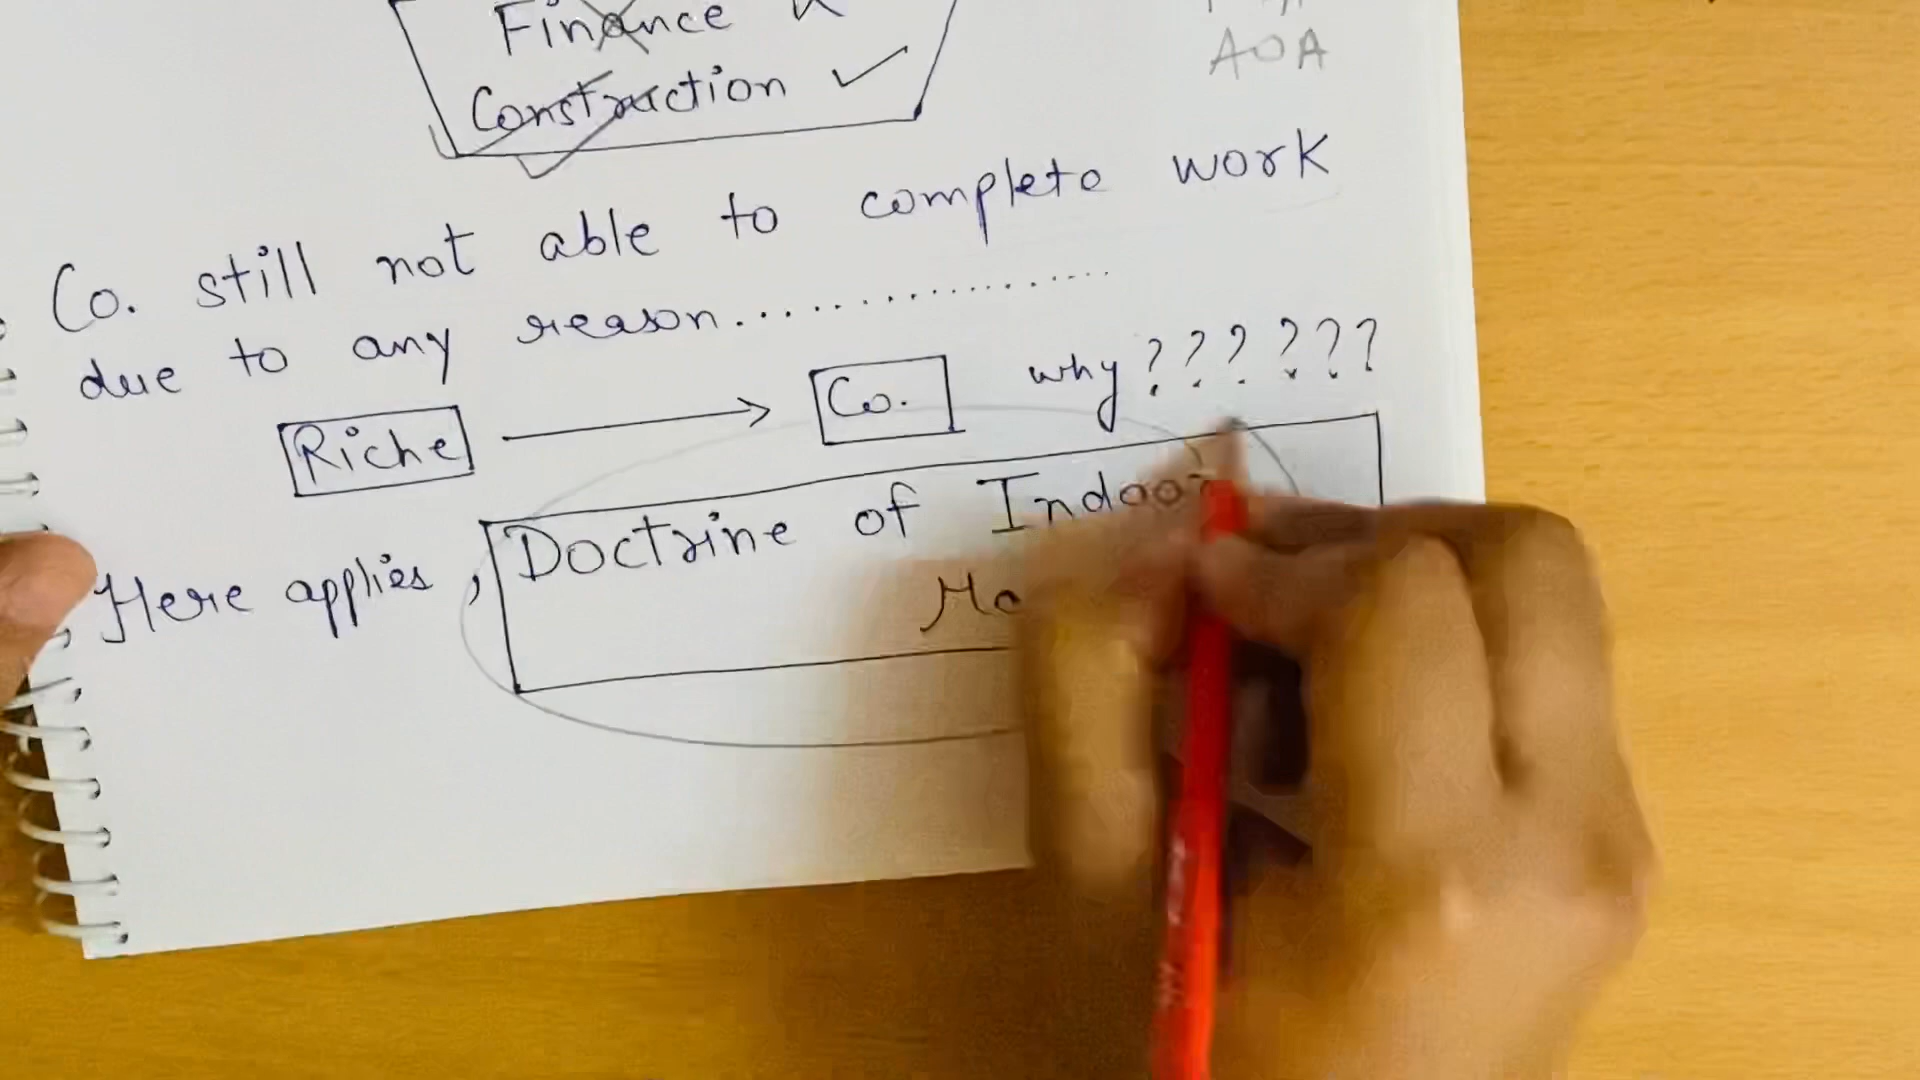 Finance
AOA
Construction
Co. still not able to complete work
due to any reason................
Riche Co. why ??????
Here applies, Doctrine of Indoor